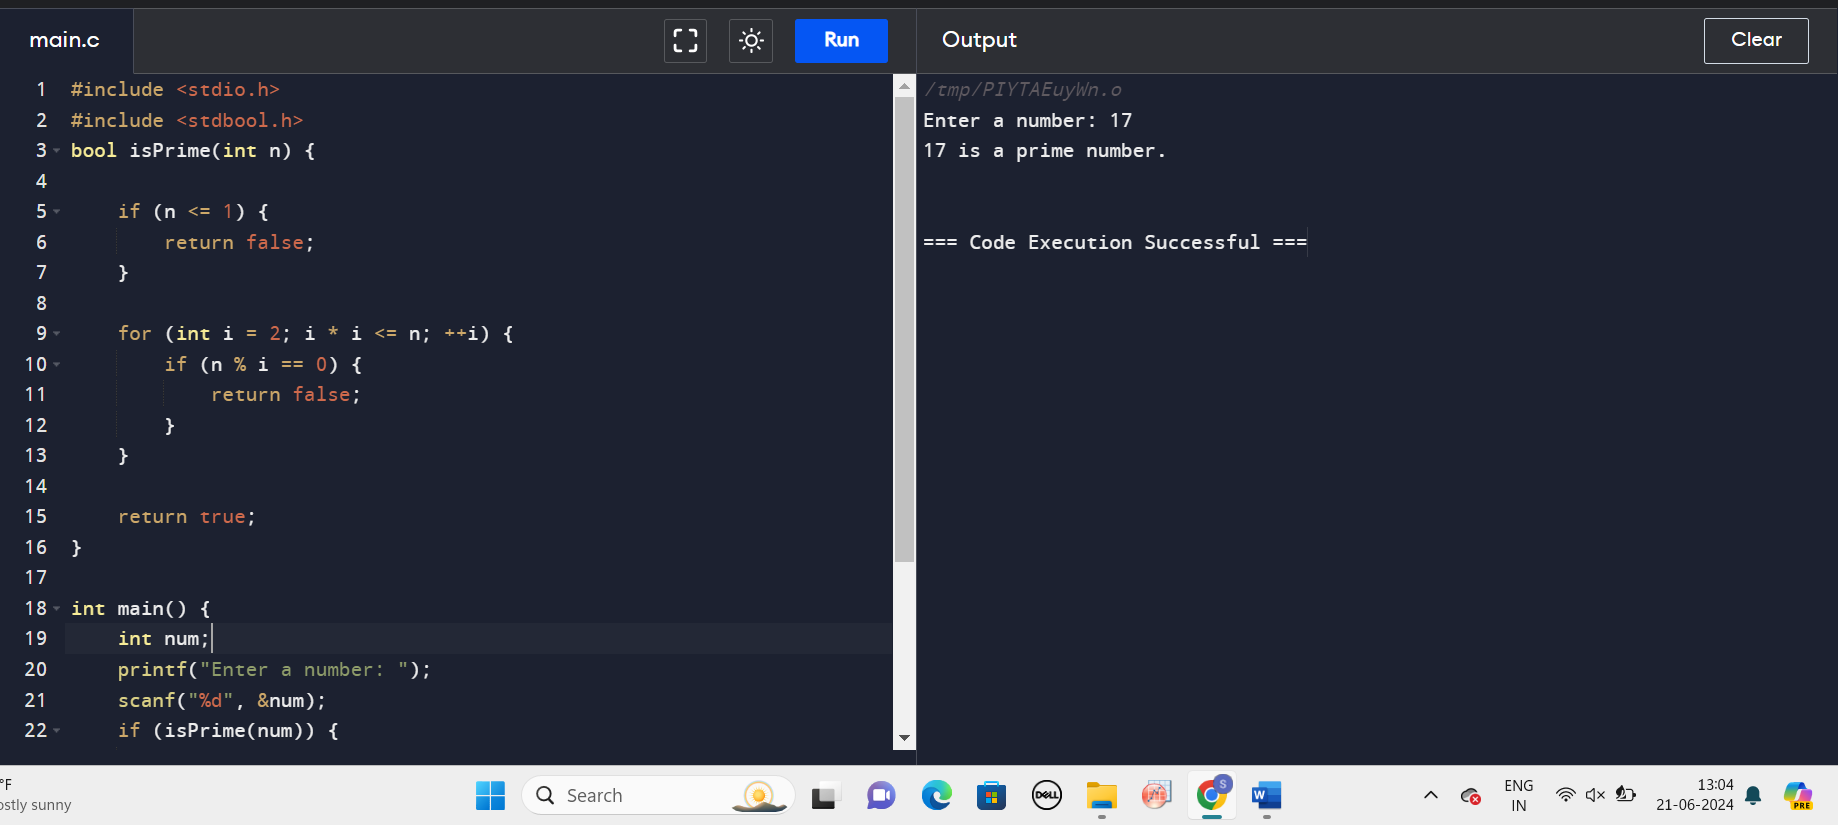 main.c
Run
Output
Clear
1 #include <stdio.h>
2 #include <stdbool.h>
3 bool isPrime(int n) {
4
5 if (n <= 1) {
6 return false;
7 }
8
9 for (int i = 2; i * i <= n; ++i) {
10 if (n % i == 0) {
11 return false;
12 }
13 }
14
15 return true;
16 }
17
18 int main() {
19 int num;
20 printf("Enter a number: ");
21 scanf("%d", &num);
22 if (isPrime(num)) {
/tmp/PIYTAEuyWn.o
Enter a number: 17
17 is a prime number.
=== Code Execution Successful ===
°F
ostly sunny
Search
DELL
S
W
PRE
ENG
IN
13:04
21-06-2024